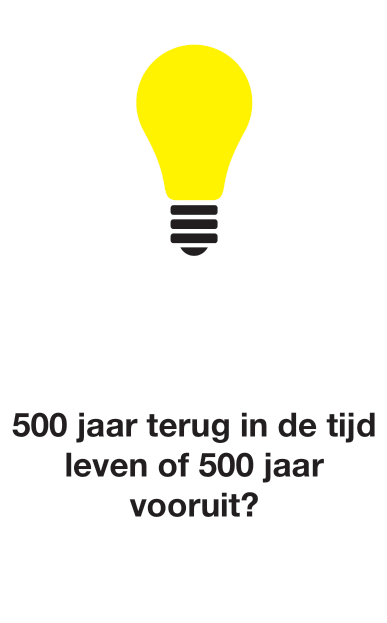 500 jaar terug in de tijd
leven of 500 jaar
vooruit?